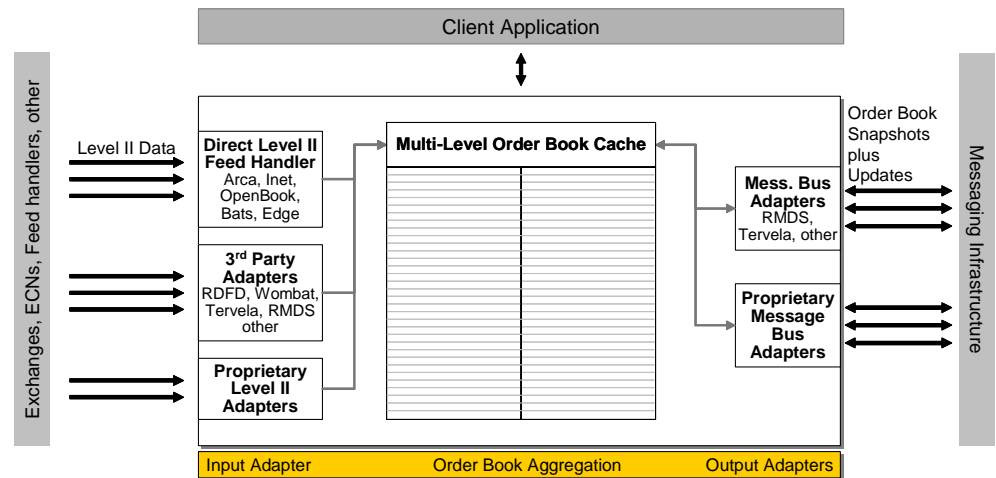 Client Application
Exchanges, ECNs, Feed handlers, other
Level II Data
Direct Level II
Feed Handler
Arca, Inet,
OpenBook,
Bats, Edge
3rd Party
Adapters
RDFD, Wombat,
Tervela, RMDS
other
Proprietary
Level II
Adapters
Multi-Level Order Book Cache
Mess. Bus
Adapters
RMDS,
Tervela, other
Proprietary
Message
Bus
Adapters
Order Book
Snapshots
plus
Updates
Messaging Infrastructure
Input Adapter
Order Book Aggregation
Output Adapters